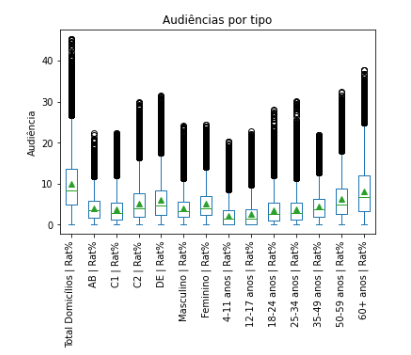 Audiências por tipo
Audiência
40
30
20
10
0
Total Domicílios | Rat%
AB | Rat%
C1 | Rat%
C2 | Rat%
DE | Rat%
Masculino | Rat%
Feminino | Rat%
4-11 anos | Rat%
12-17 anos | Rat%
18-24 anos | Rat%
25-34 anos | Rat%
35-49 anos | Rat%
50-59 anos | Rat%
60+ anos | Rat%